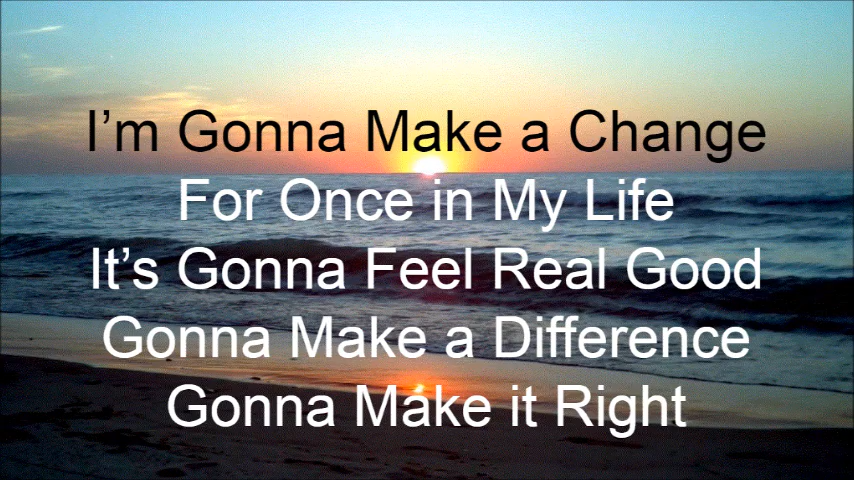 I'm Gonna Make a Change
For Once in My Life
It's Gonna Feel Real Good
Gonna Make a Difference
Gonna Make it Right